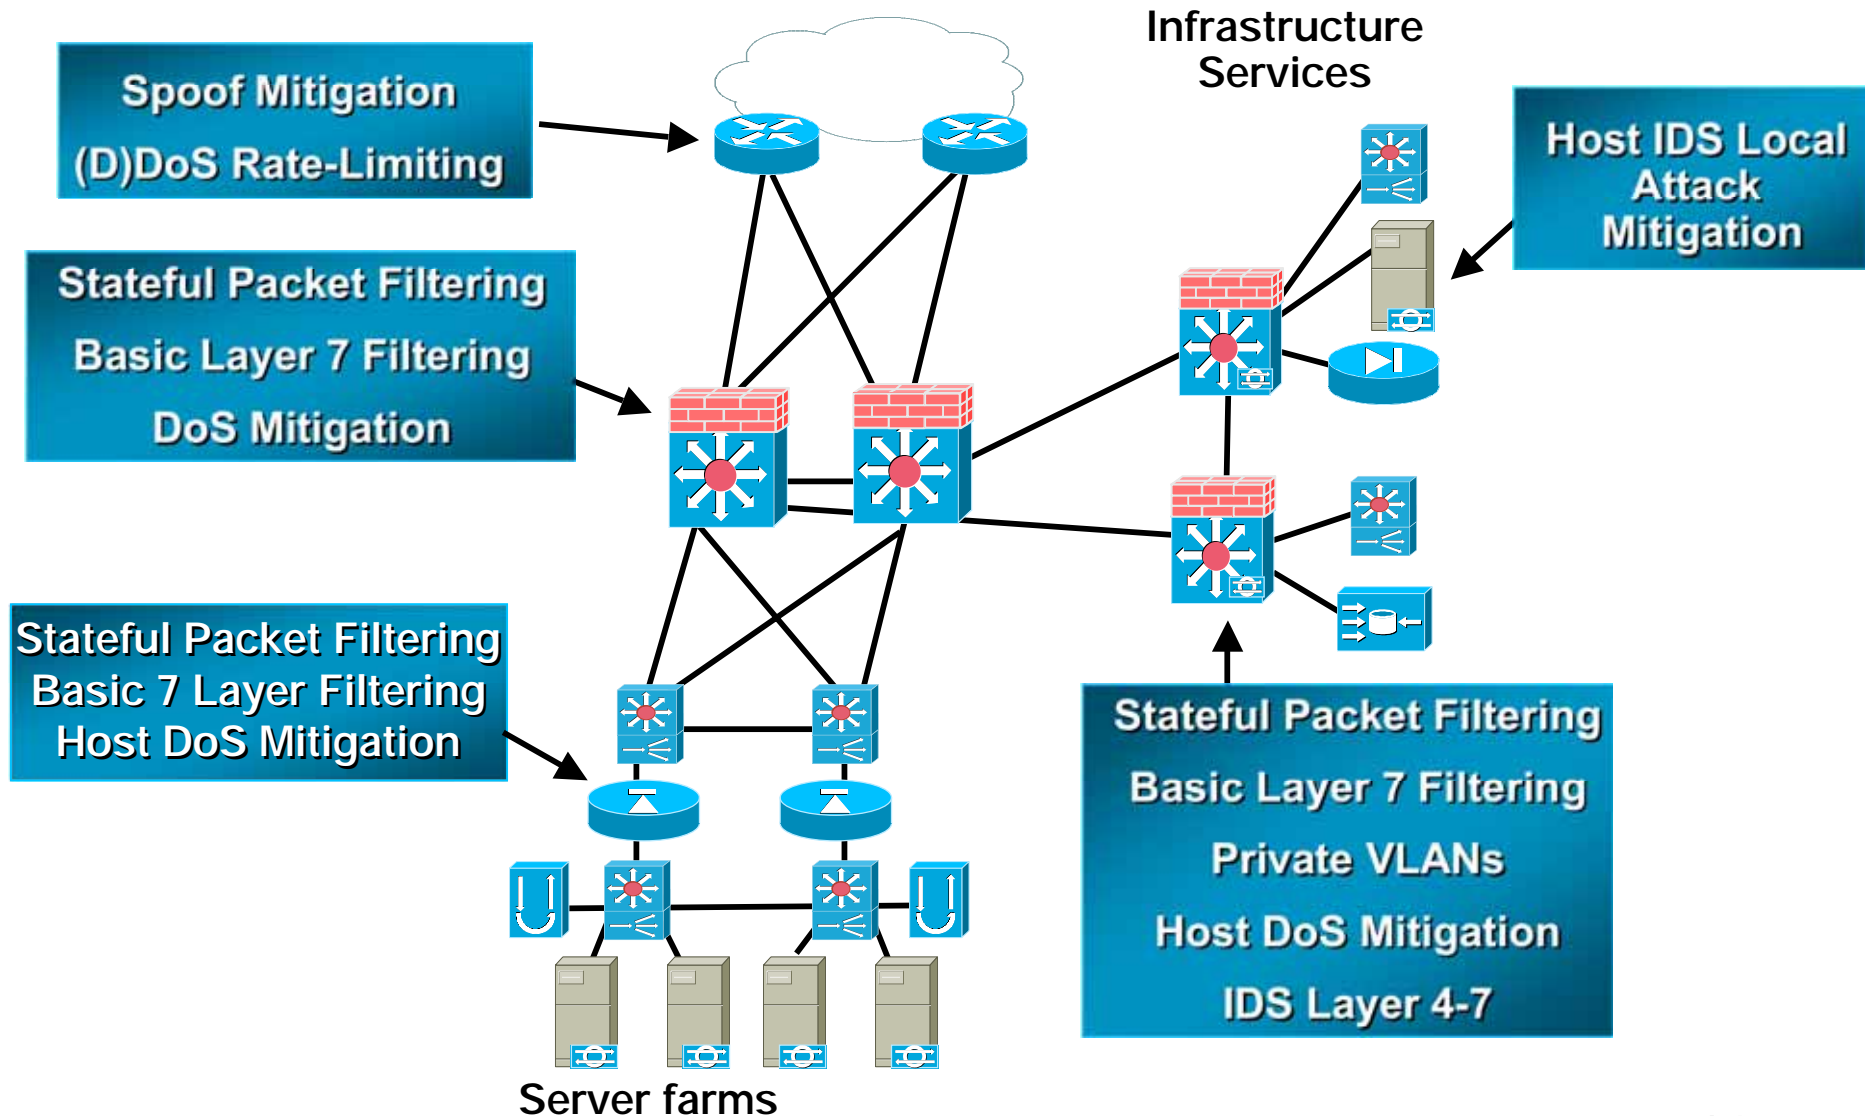 Infrastructure
Services
Spoof Mitigation
(D)DoS Rate-Limiting
Host IDS Local
Attack
Mitigation
Stateful Packet Filtering
Basic Layer 7 Filtering
DoS Mitigation
Stateful Packet Filtering
Basic 7 Layer Filtering
Host DoS Mitigation
Stateful Packet Filtering
Basic Layer 7 Filtering
Private VLANs
Host DoS Mitigation
IDS Layer 4-7
Server farms